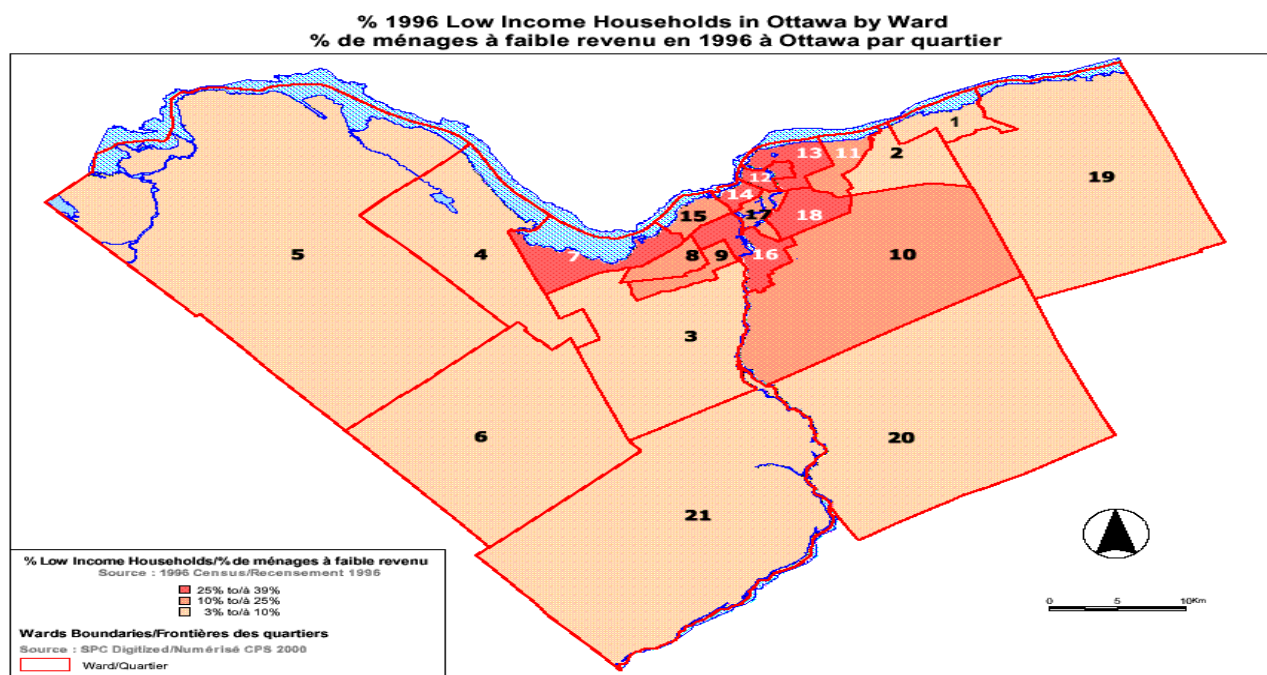 % 1996 Low Income Households in Ottawa by Ward
% de ménages à faible revenu en 1996 à Ottawa par quartier
1
2
13
11
12
19
14
15
17
18
5
4
7
8
9
16
10
3
6
20
21
% Low Income Households/% de ménages à faible revenu
Source : 1996 Census/Recensement 1996
25% to/à 39%
10% to/à 25%
3% to/à 10%
Wards Boundaries/Frontières des quartiers
Source : SPC Digitized/Numérisé CPS 2000
Ward/Quartier
0 5 10Km